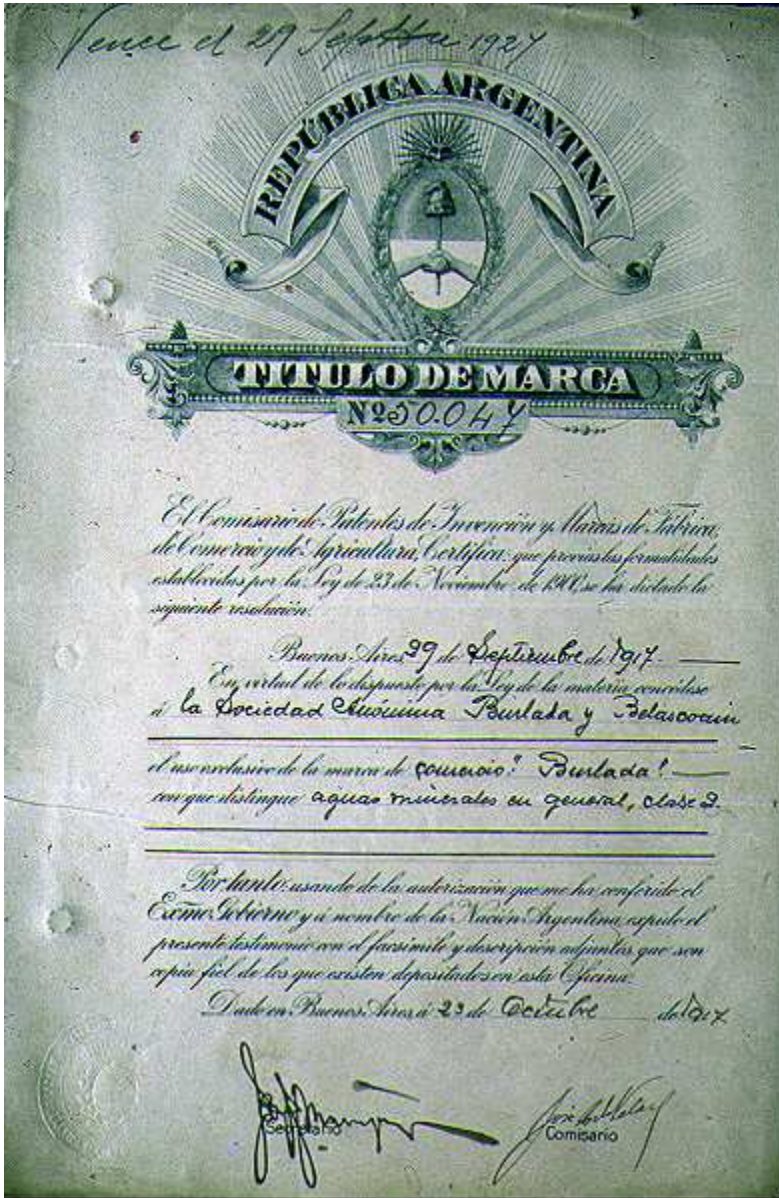 Vence el 29 Septbre 1927
REPÚBLICA ARGENTINA
TITULO DE MARCA
Nº 50.047
El Comisario de Patentes de Invención y Marcas de Fábrica,
de Comercio y de Agricultura, Certifica: que previas las formalidades
establecidas por la Ley de 23 de Noviembre de 1900, se ha dictado la
siguiente resolución:
Buenos Aires 29 de Septiembre de 1917.
En virtud de lo dispuesto por la Ley de la materia concédese
á la Sociedad Anónima Burlada y Belascoain
el uso exclusivo de la marca de comercio "Burlada"
con que distingue aguas minerales en general, clase 2.
Por tanto: usando de la autorización que me ha conferido el
Excmo. Gobierno y á nombre de la Nación Argentina, expido el
presente testimonio con el facsímile y descripción adjuntos que son
copia fiel de los que existen depositados en esta Oficina.
Dado en Buenos Aires á 23 de Octubre de 1917
Secretario
Comisario